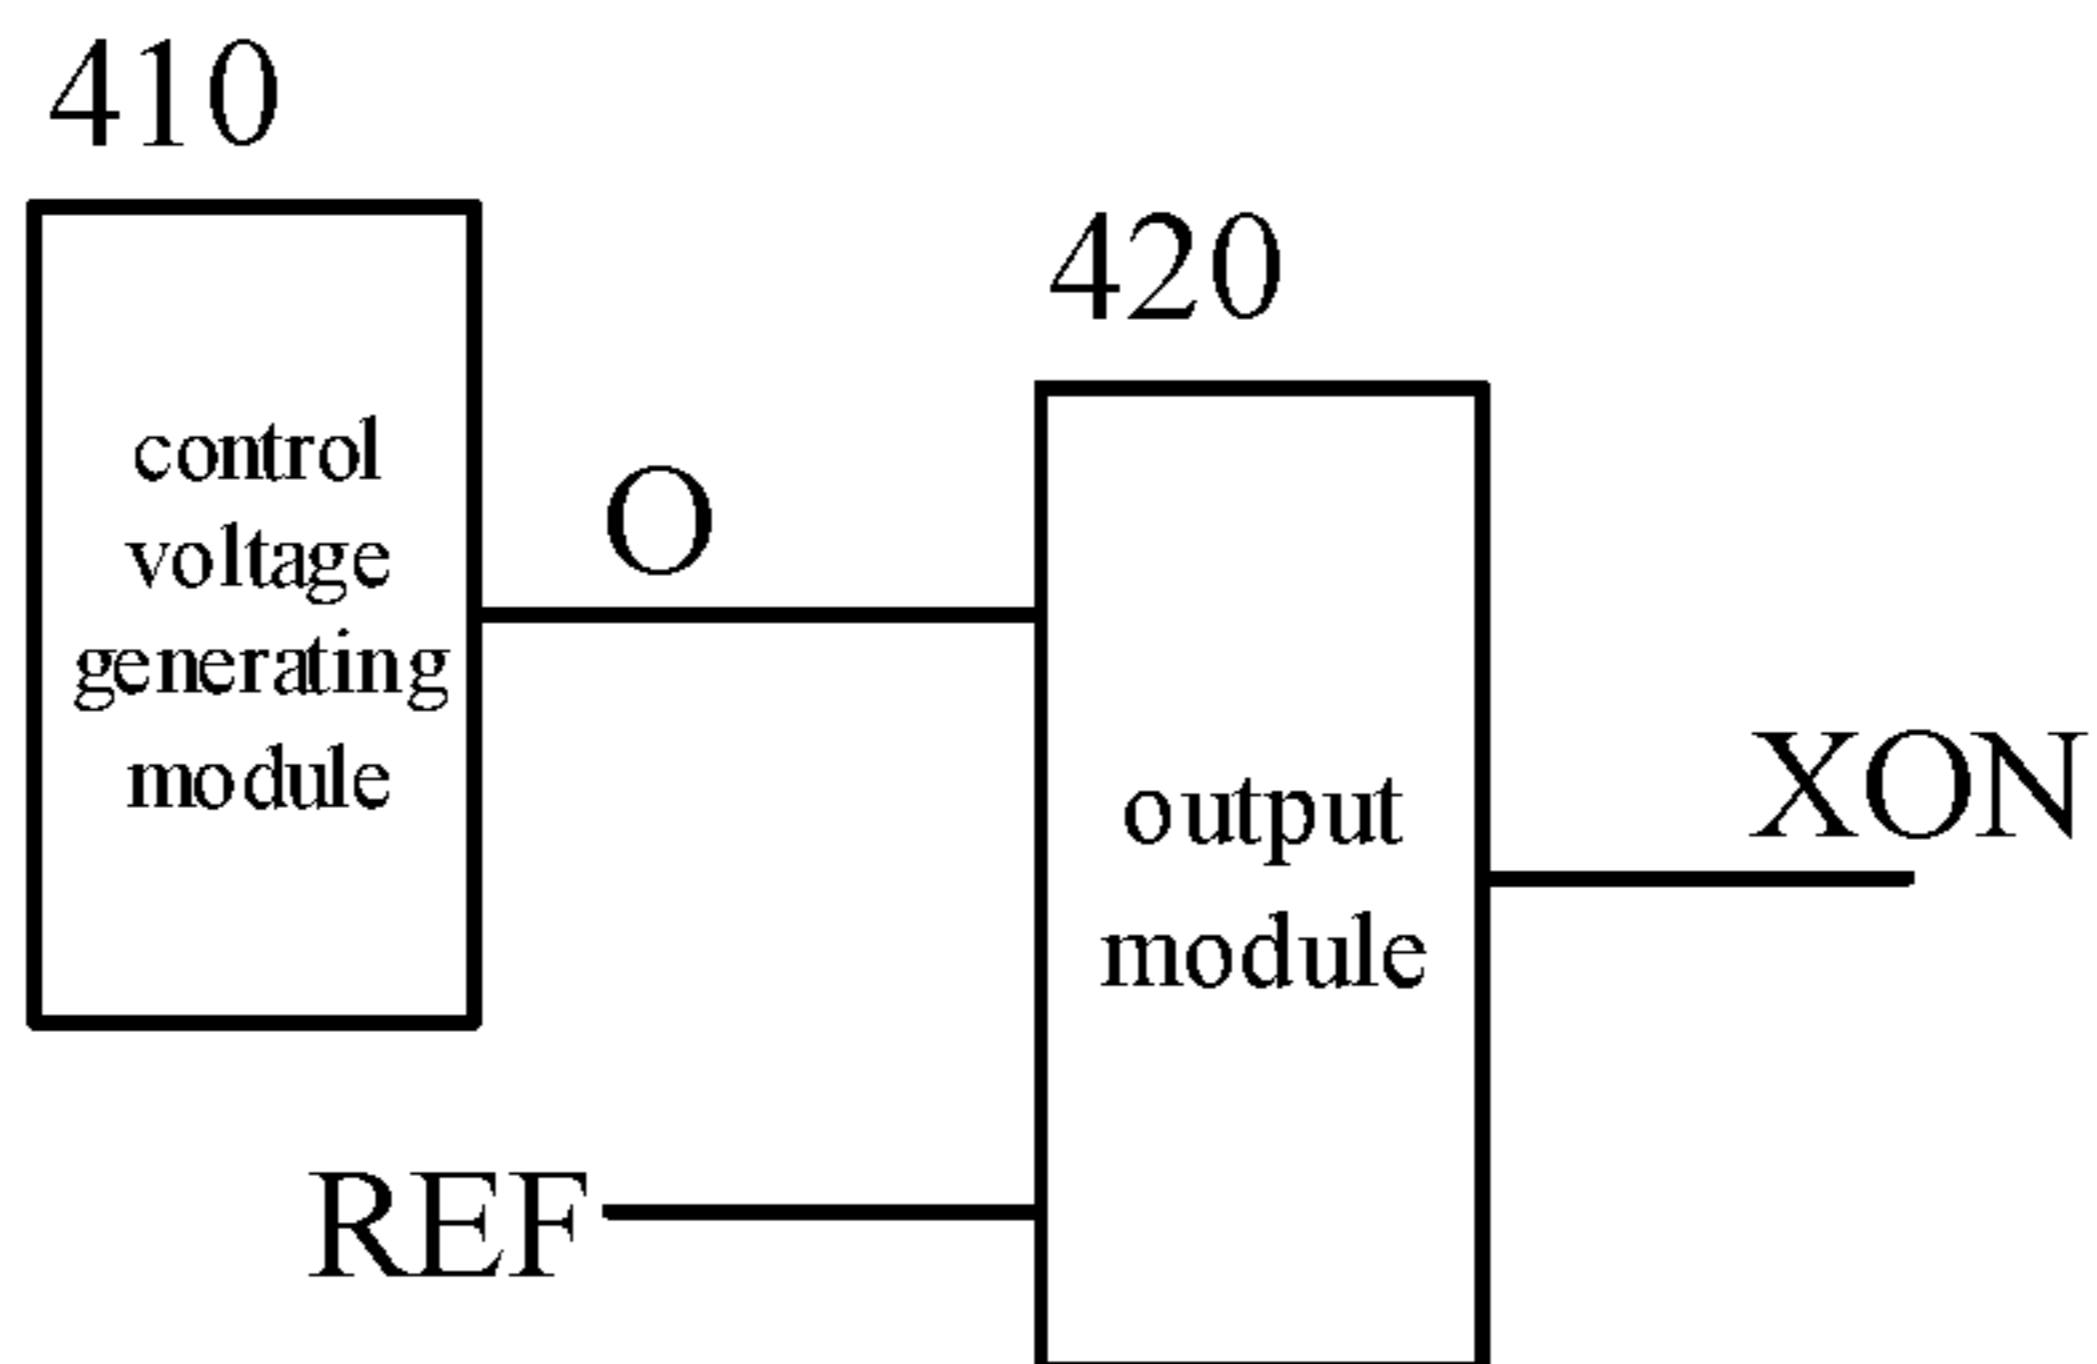 410
control
voltage
generating
module
O
420
output
module
XON
REF